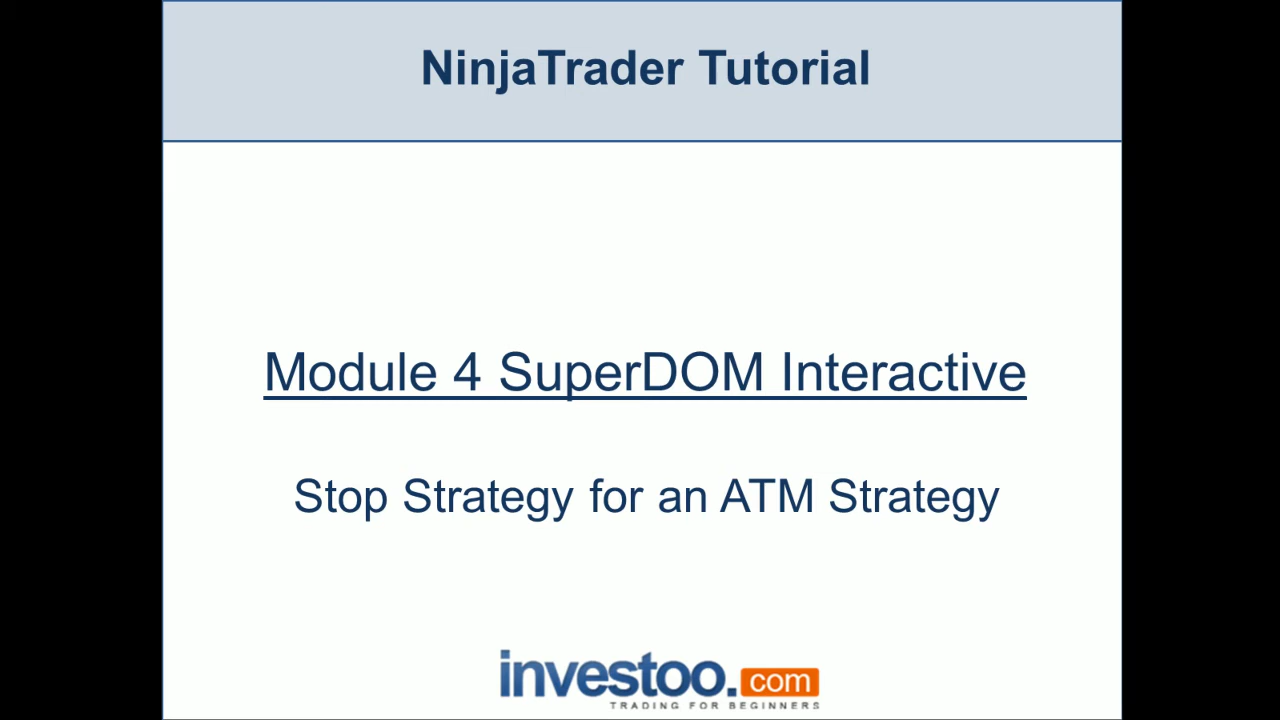 NinjaTrader Tutorial
Module 4 SuperDOM Interactive
Stop Strategy for an ATM Strategy
investoo.com
TRADING FOR BEGINNERS